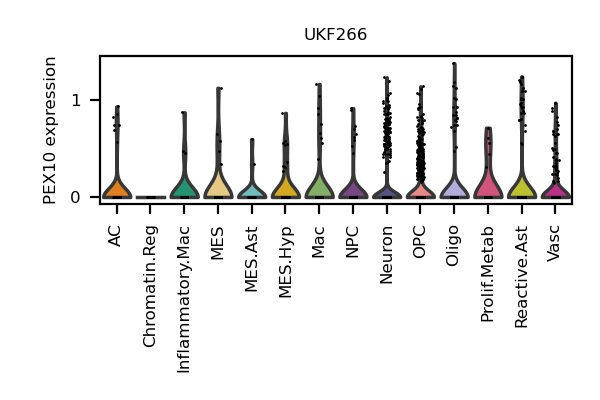 UKF266
PEX10 expression
1
0
AC
Chromatin.Reg
Inflammatory.Mac
MES
MES.Ast
MES.Hyp
Mac
NPC
Neuron
OPC
Oligo
Prolif.Metab
Reactive.Ast
Vasc